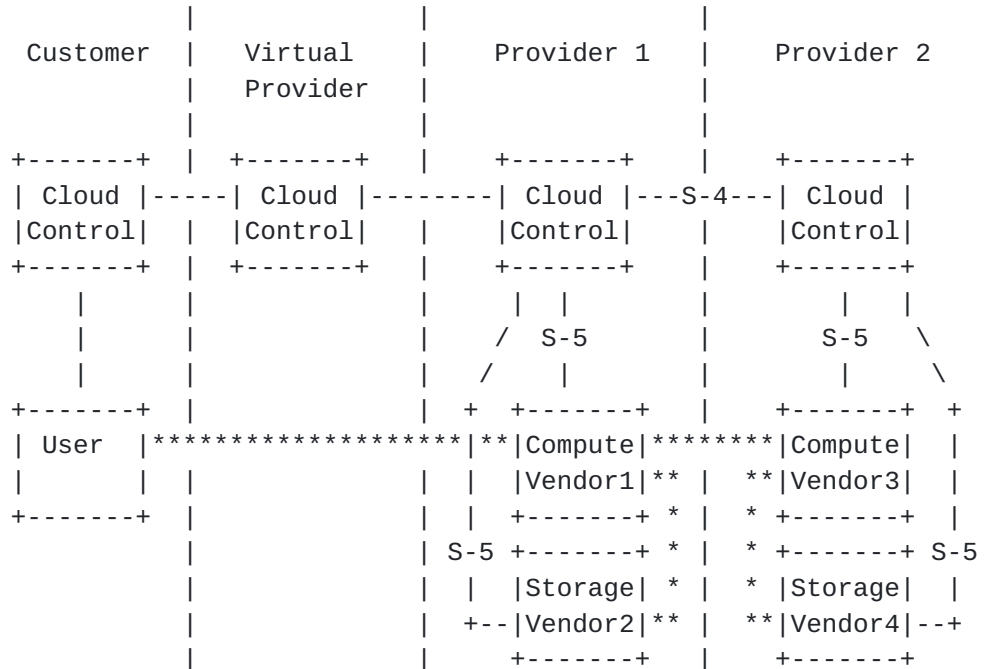 |              |                 |
 Customer  |   Virtual    |    Provider 1   |    Provider 2
           |   Provider   |                 |
           |              |                 |
+-------+  |  +-------+   |    +-------+    |    +-------+
| Cloud |-----| Cloud |--------| Cloud |---S-4---| Cloud |
|Control|  |  |Control|   |    |Control|    |    |Control|
+-------+  |  +-------+   |    +-------+    |    +-------+
    |      |              |     |  |        |        |   |
    |      |              |    /  S-5       |       S-5   \
    |      |              |   /    |        |        |     \
+-------+  |              |  +  +-------+   |    +-------+  +
| User  |********************|**|Compute|********|Compute|  |
|       |  |              |  |  |Vendor1|** |  **|Vendor3|  |
+-------+  |              |  |  +-------+ * |  * +-------+  |
           |              | S-5 +-------+ * |  * +-------+ S-5
           |              |  |  |Storage| * |  * |Storage|  |
           |              |  +--|Vendor2|** |  **|Vendor4|--+
           |              |     +-------+   |    +-------+